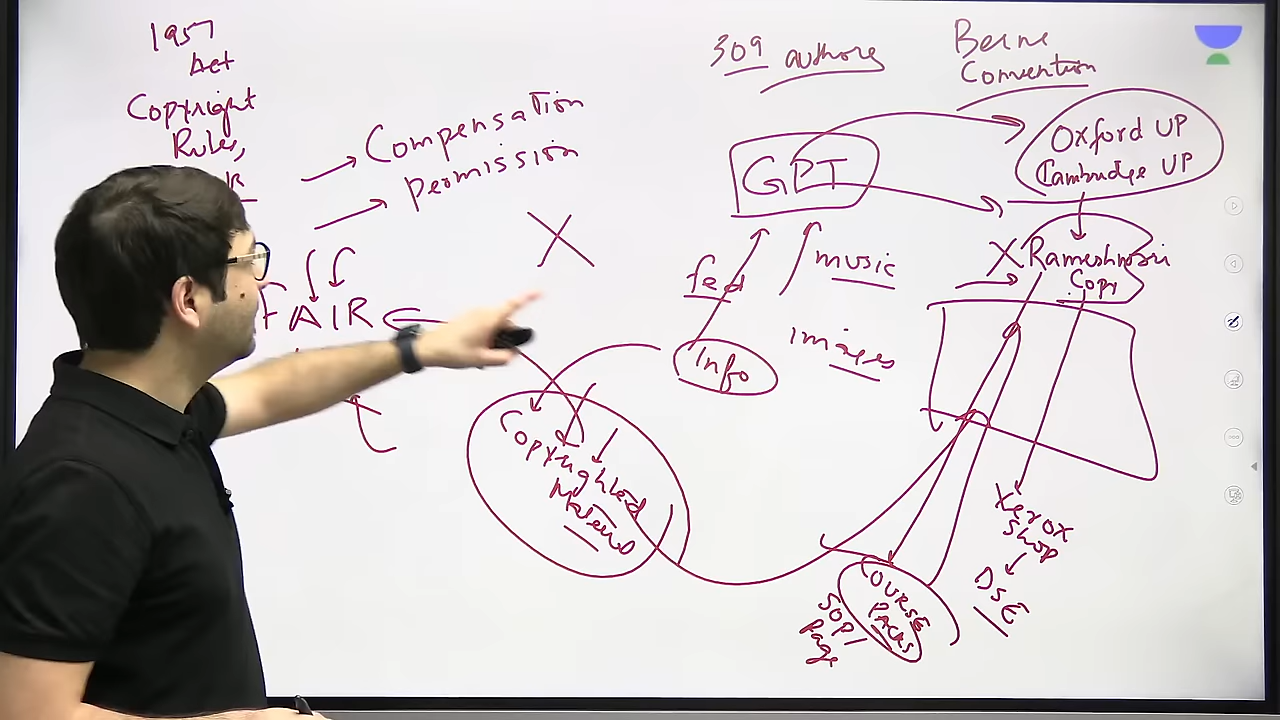 1957
Act
Copyright
Rules,
Compensation
permission
FAIR
309 authors
Berne
Convention
GPT
Oxford UP
Cambridge UP
X
X Rameshwari
Copy
fed
music
images
Info
Copyrighted
Material
COURSE
PACKS
50P/
Page
Xerox
Shop
DSE